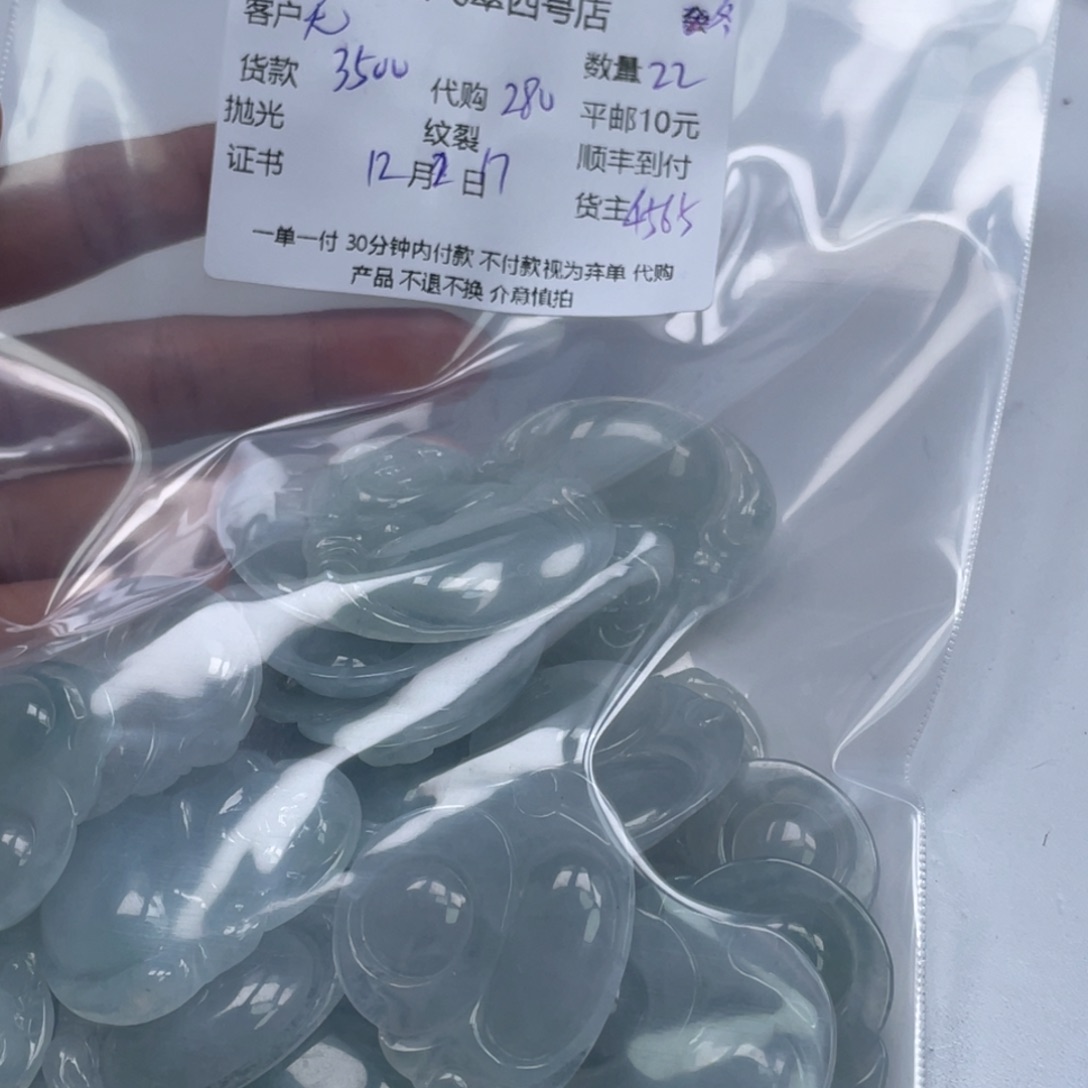 翠四号店
客户
货款 3500 代购 280 数量 22
抛光 纹裂 平邮10元
证书 12月2日17 顺丰到付
货主4565
一单一付 30分钟内付款 不付款视为弃单 代购
产品 不退不换 介意慎拍